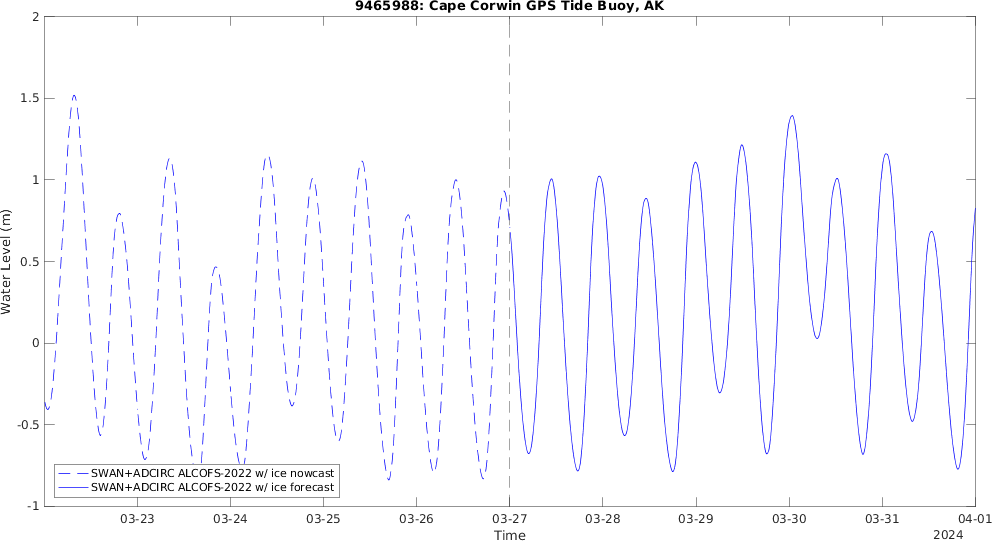 9465988: Cape Corwin GPS Tide Buoy, AK
2
1.5
1
0.5
0
-0.5
-1
Water Level (m)
SWAN+ADCIRC ALCOFS-2022 w/ ice nowcast
SWAN+ADCIRC ALCOFS-2022 w/ ice forecast
03-23 03-24 03-25 03-26 03-27 03-28 03-29 03-30 03-31 04-01
Time
2024